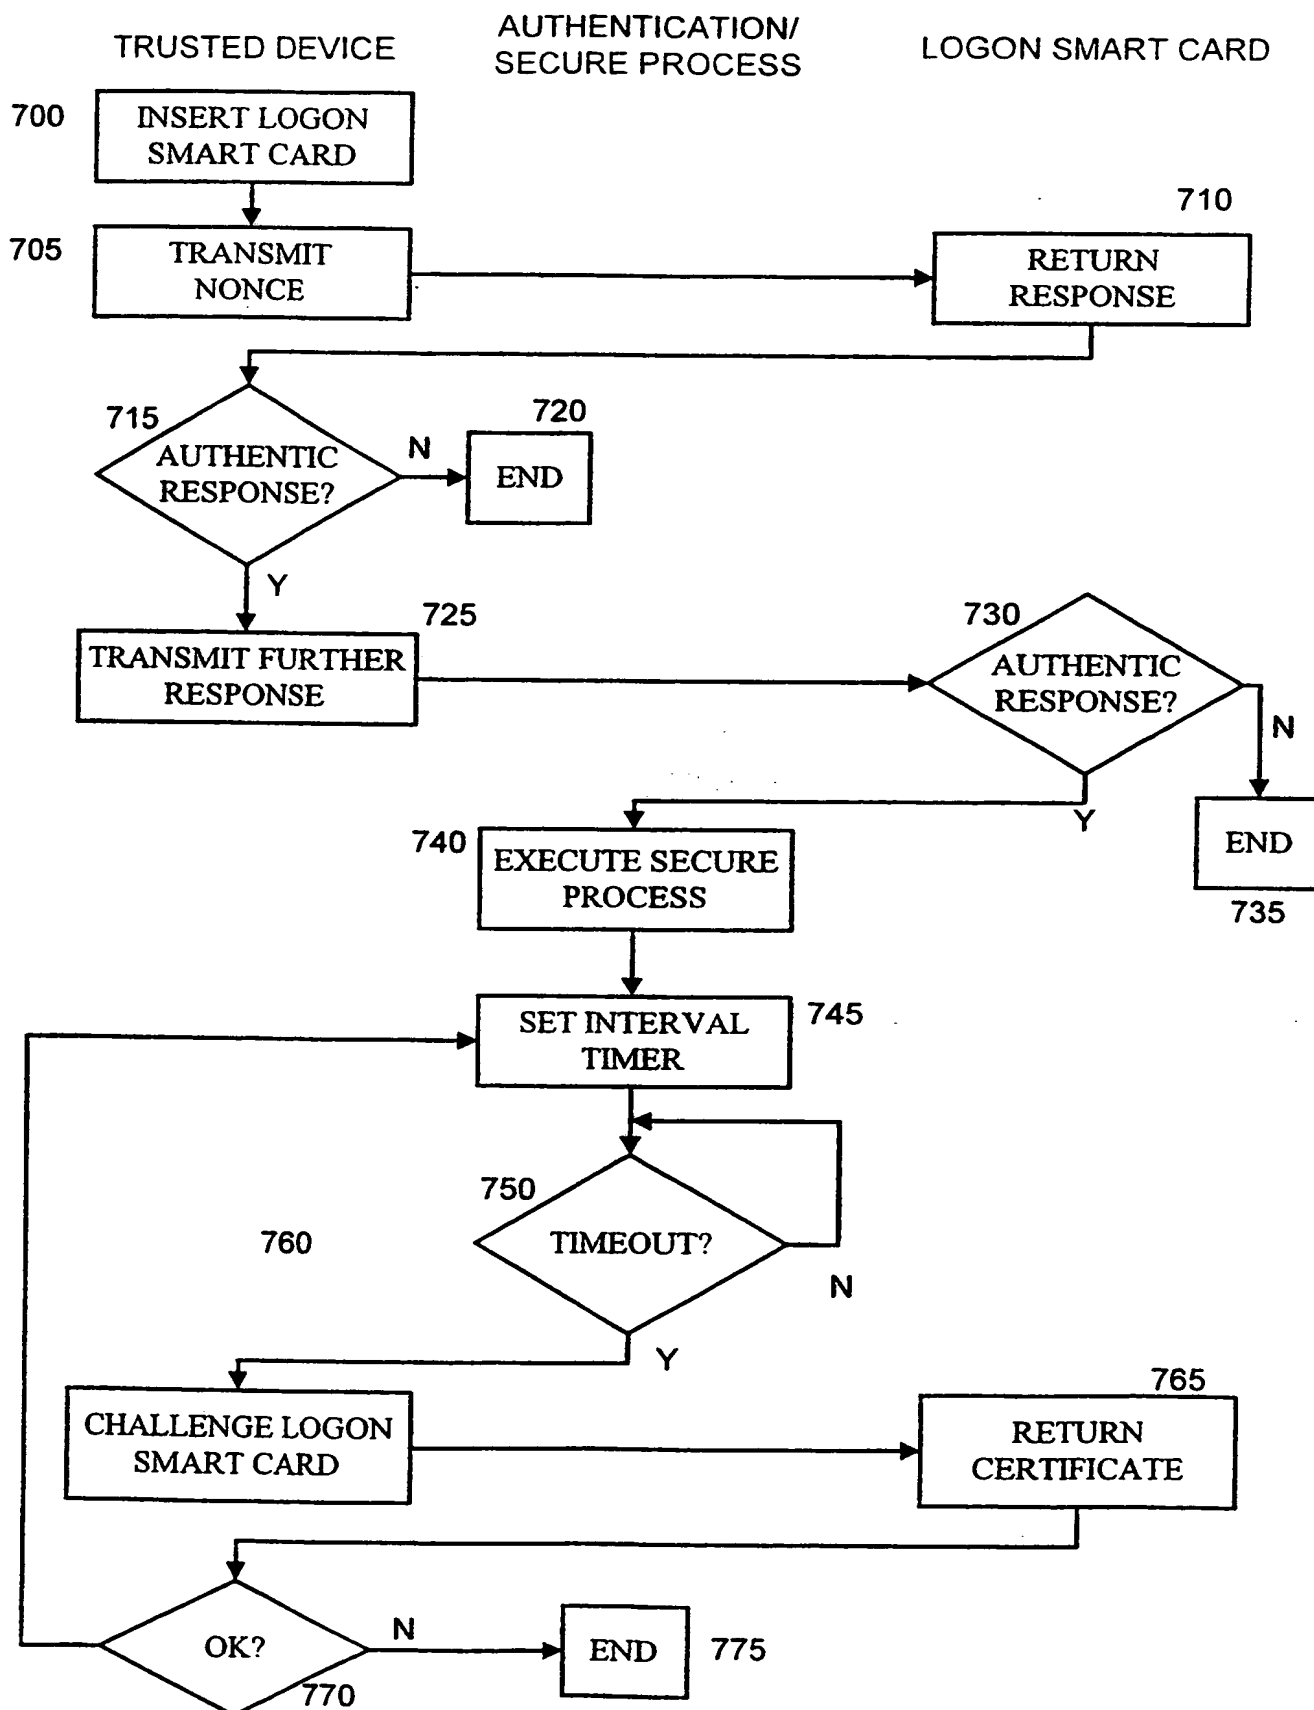 TRUSTED DEVICE
AUTHENTICATION/
SECURE PROCESS
LOGON SMART CARD
700
INSERT LOGON
SMART CARD
705
TRANSMIT
NONCE
710
RETURN
RESPONSE
715
AUTHENTIC
RESPONSE?
N
720
END
Y
725
TRANSMIT FURTHER
RESPONSE
730
AUTHENTIC
RESPONSE?
N
Y
END
735
740
EXECUTE SECURE
PROCESS
SET INTERVAL
TIMER
745
750
TIMEOUT?
N
760
Y
CHALLENGE LOGON
SMART CARD
765
RETURN
CERTIFICATE
OK?
N
END
775
770